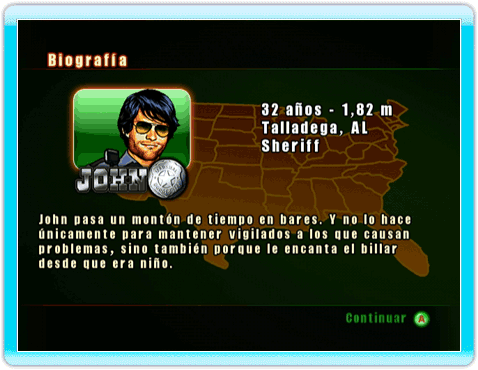 Biografía
32 años - 1,82 m
Talladega, AL
Sheriff
JOHN
John pasa un montón de tiempo en bares. Y no lo hace
únicamente para mantener vigilados a los que causan
problemas, sino también porque le encanta el billar
desde que era niño.
Continuar A